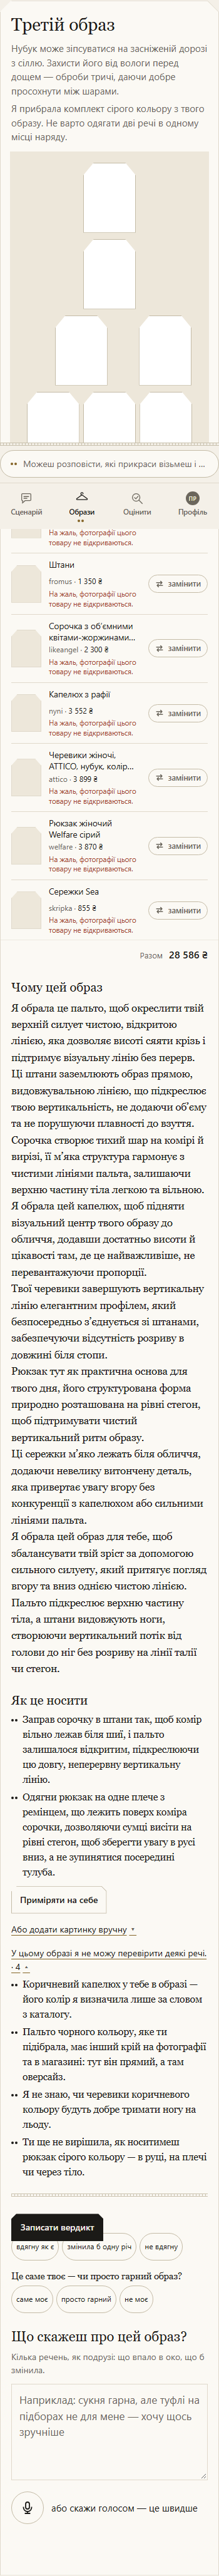 Третій образ
Нубук може зіпсуватися на засніженій дорозі
з сіллю. Захисти його від вологи перед
дощем — оброби тричі, даючи добре
просохнути між шарами.
Я прибрала комплект сірого кольору з твого
образу. Не варто одягати дві речі в одному
місці наряду.
Можеш розповісти, які прикраси візьмеш і ...
Сценарій
Образи
Оцінити
ПР
Профіль
На жаль, фотографії цього
товару не відкриваються.
Штани
fromus · 1 350 ₴
На жаль, фотографії цього
товару не відкриваються.
замінити
Сорочка з обʼємними
квітами-жоржинами...
likeangel · 2 300 ₴
На жаль, фотографії цього
товару не відкриваються.
замінити
Капелюх з рафії
nyni · 3 552 ₴
На жаль, фотографії цього
товару не відкриваються.
замінити
Черевики жіночі,
ATTICO. нубук, колір...
attico · 3 899 ₴
На жаль, фотографії цього
товару не відкриваються.
замінити
Рюкзак жіночий
Welfare сірий
welfare · 3 870 ₴
На жаль, фотографії цього
товару не відкриваються.
замінити
Сережки Sea
skripka · 855 ₴
На жаль, фотографії цього
товару не відкриваються.
замінити
Разом 28 586 ₴
Чому цей образ
Я обрала це пальто, щоб окреслити твій
верхній силует чистою, відкритою
лінією, яка дозволяє висоті сяяти крізь і
підтримує візуальну лінію без перерв.
Ці штани заземлюють образ прямою,
видовжувальною лінією, що підкреслює
твою вертикальність, не додаючи обʼєму
та не порушуючи плавності до взуття.
Сорочка створює тихий шар на комірі й
вирізі, її мʼяка структура гармонує з
чистими лініями пальта, залишаючи
верхню частину тіла легкою та вільною.
Я обрала цей капелюх, щоб підняти
візуальний центр твого образу до
обличчя, додавши достатньо висоти й
цікавості там, де це найважливіше, не
перевантажуючи пропорції.
Твої черевики завершують вертикальну
лінію елегантним профілем, який
безпосередньо зʼєднується зі штанами,
забезпечуючи відсутність розриву в
довжині біля стопи.
Рюкзак тут як практична основа для
твого дня, його структурована форма
природно розташована на рівні стегон,
щоб підтримувати чистий
вертикальний ритм образу.
Ці сережки мʼяко лежать біля обличчя,
додаючи невелику витончену деталь,
яка привертає увагу вгору без
конкуренції з капелюхом або сильними
лініями пальта.
Я обрала цей образ для тебе, щоб
збалансувати твій зріст за допомогою
сильного силуету, який притягує погляд
вгору та вниз однією чистою лінією.
Пальто підкреслює верхню частину
тіла, а штани видовжують ноги,
створюючи вертикальний потік від
голови до ніг без розриву на лінії талії
чи стегон.
Як це носити
Заправ сорочку в штани так, щоб комір
вільно лежав біля шиї, і пальто
залишалося відкритим, підкреслюючи
цю довгу, неперервну вертикальну
лінію.
Одягни рюкзак на одне плече з
ремінцем, що лежить поверх коміра
сорочки, дозволяючи сумці висіти на
рівні стегон, щоб зберегти увагу в русі
вниз, а не зупинятися посередині
тулуба.
Приміряти на себе
Або додати картинку вручну
У цьому образі я не можу перевірити деякі речі.
· 4
Коричневий капелюх у тебе в образі —
його колір я визначила лише за словом
з каталогу.
Пальто чорного кольору, яке ти
підібрала, має інший крій на фотографії
та в магазині: тут він прямий, а там
оверсайз.
Я не знаю, чи черевики коричневого
кольору будуть добре тримати ногу на
льоду.
Ти ще не вирішила, як носитимеш
рюкзак сірого кольору — в руці, на плечі
чи через тіло.
Записати вердикт
вдягну як є
змінила б одну річ
не вдягну
Це саме твоє — чи просто гарний образ?
саме моє
просто гарний
не моє
Що скажеш про цей образ?
Кілька речень, як подрузі: що впало в око, що б
змінила.
Наприклад: сукня гарна, але туфлі на
підборах не для мене — хочу щось
зручніше
або скажи голосом — це швидше